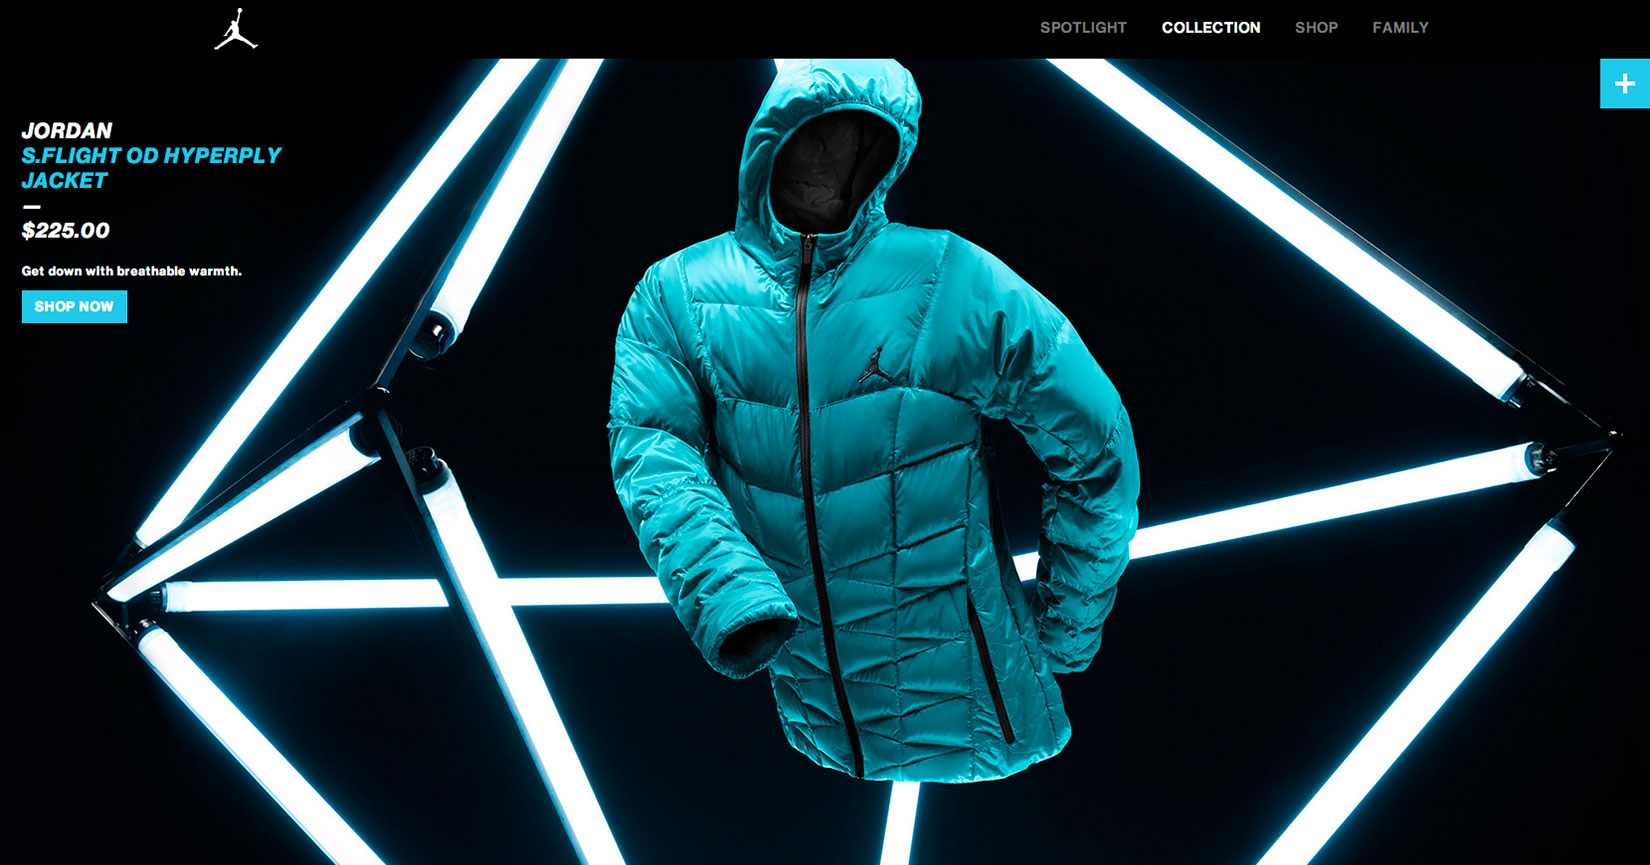 SPOTLIGHT COLLECTION SHOP FAMILY
JORDAN
S.FLIGHT OD HYPERPLY
JACKET
—
$225.00
Get down with breathable warmth.
SHOP NOW